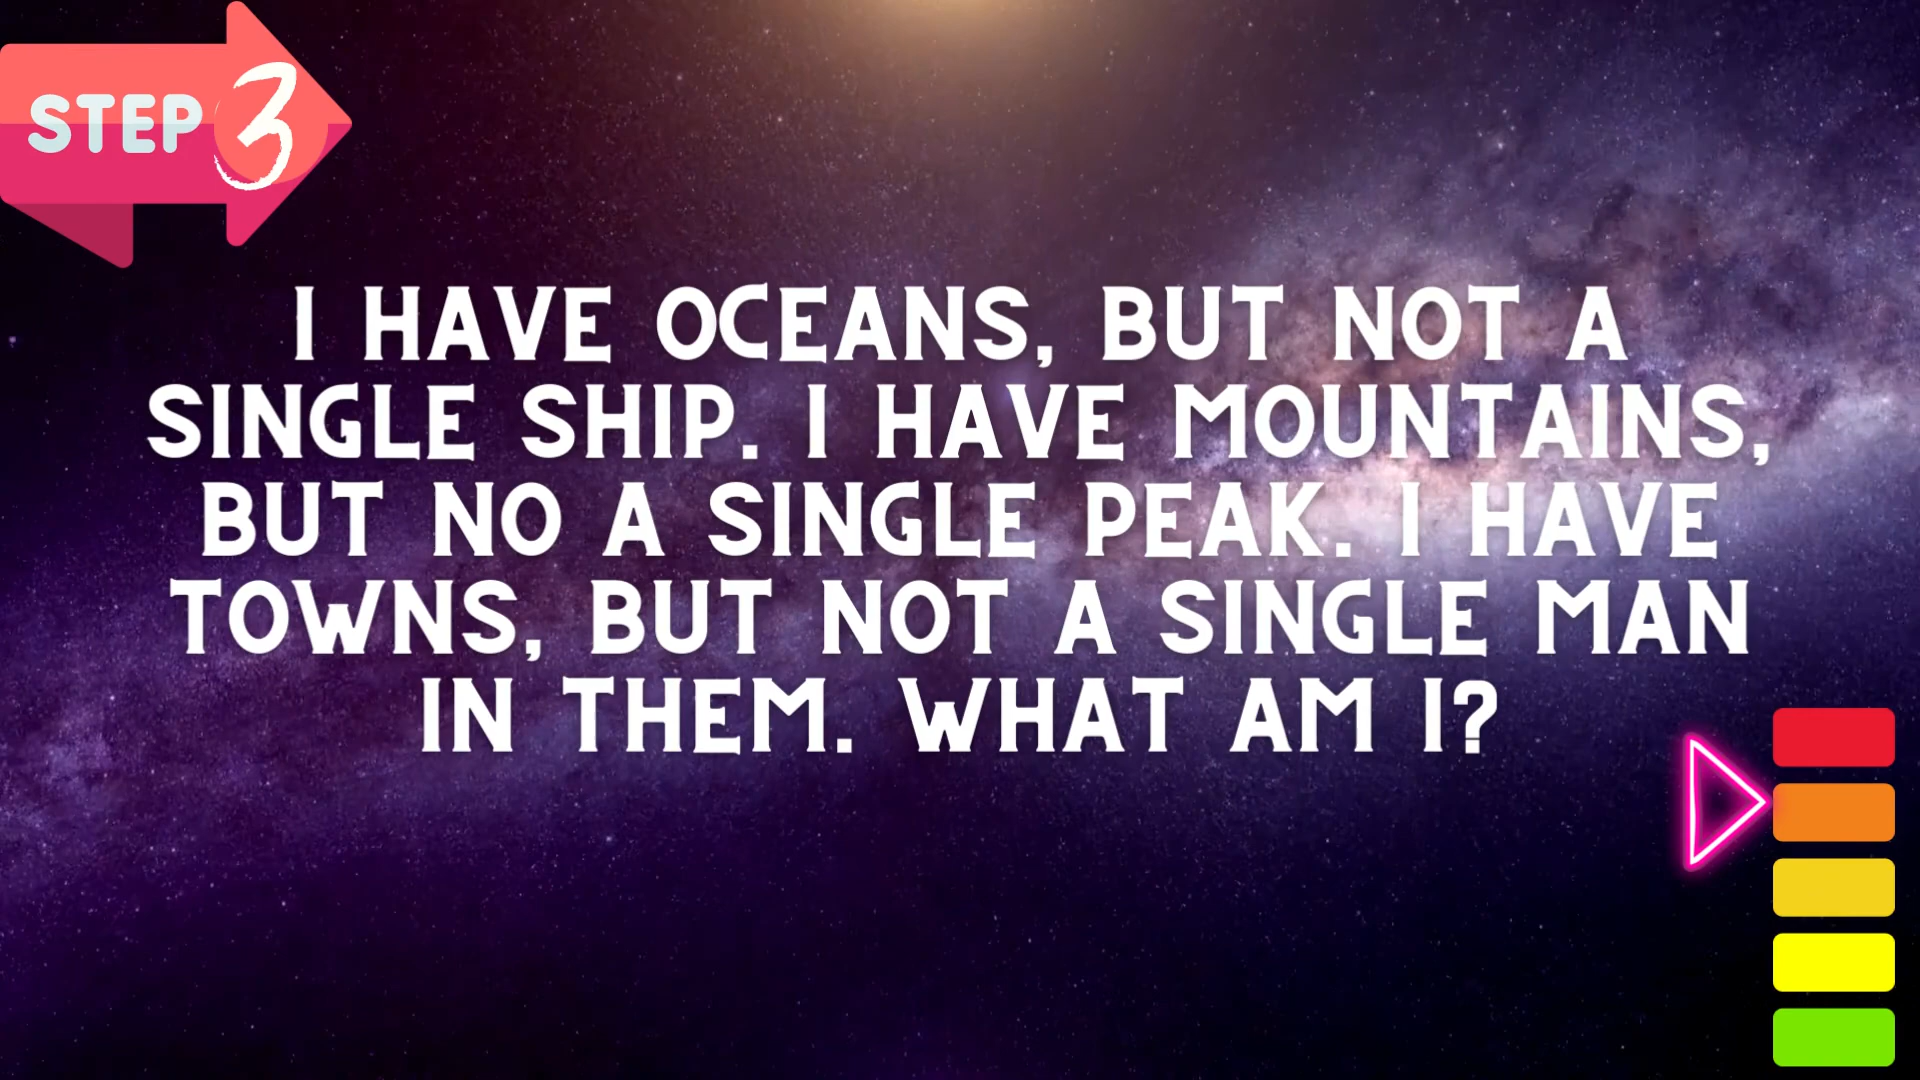 STEP 3
I HAVE OCEANS, BUT NOT A
SINGLE SHIP. I HAVE MOUNTAINS,
BUT NO A SINGLE PEAK. I HAVE
TOWNS, BUT NOT A SINGLE MAN
IN THEM. WHAT AM I?